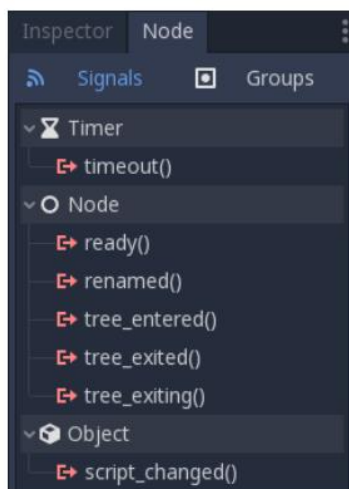 Inspector Node
Signals Groups
Timer
timeout()
Node
ready()
renamed()
tree_entered()
tree_exited()
tree_exiting()
Object
script_changed()